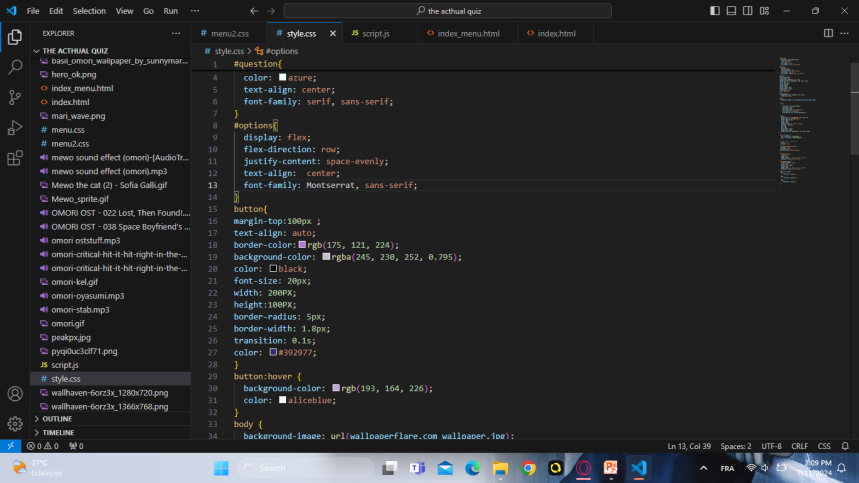 File Edit Selection View Go Run ...
the acthual quiz
EXPLORER ...
menu2.css
style.css
script.js
index_menu.html
index.html
THE ACTHUAL QUIZ
basil_omori_wallpaper_by_sunnymar...
hero_ok.png
index_menu.html
index.html
mari_wave.png
menu.css
menu2.css
mewo sound effect (omori)-[AudioTr...
mewo sound effect (omori).mp3
Mewo the cat (2) - Sofia Galli.gif
Mewo_sprite.gif
OMORI OST - 022 Lost, Then Found!....
OMORI OST - 038 Space Boyfriend's ...
omori oststuff.mp3
omori-critical-hit-it-hit-right-in-the-...
omori-critical-hit-it-hit-right-in-the-...
omori-kel.gif
omori-oyasumi.mp3
omori-stab.mp3
omori.gif
peakpx.jpg
pyqi0uc3clf71.png
JS script.js
# style.css
wallhaven-6orz3x_1280x720.png
wallhaven-6orz3x_1366x768.png
OUTLINE
TIMELINE
# style.css > #options
1 #question{
4 color: azure;
5 text-align: center;
6 font-family: serif, sans-serif;
7 }
8 #options{
9 display: flex;
10 flex-direction: row;
11 justify-content: space-evenly;
12 text-align:  center;
13 font-family: Montserrat, sans-serif;
14 }
15 button{
16 margin-top:100px ;
17 text-align: auto;
18 border-color: rgb(175, 121, 224);
19 background-color: rgba(245, 230, 252, 0.795);
20 color: black;
21 font-size: 20px;
22 width: 200PX;
23 height:100PX;
24 border-radius: 5px;
25 border-width: 1.8px;
26 transition: 0.1s;
27 color: #392977;
28 }
29 button:hover {
30 background-color: rgb(193, 164, 226);
31 color: aliceblue;
32 }
33 body {
34 background-image: url(wallpaperflare.com_wallpaper.jpg);
0 0 0
Ln 13, Col 39 Spaces: 2 UTF-8 CRLF CSS
27°C
Eclaircies
Search
FRA
2:09 PM